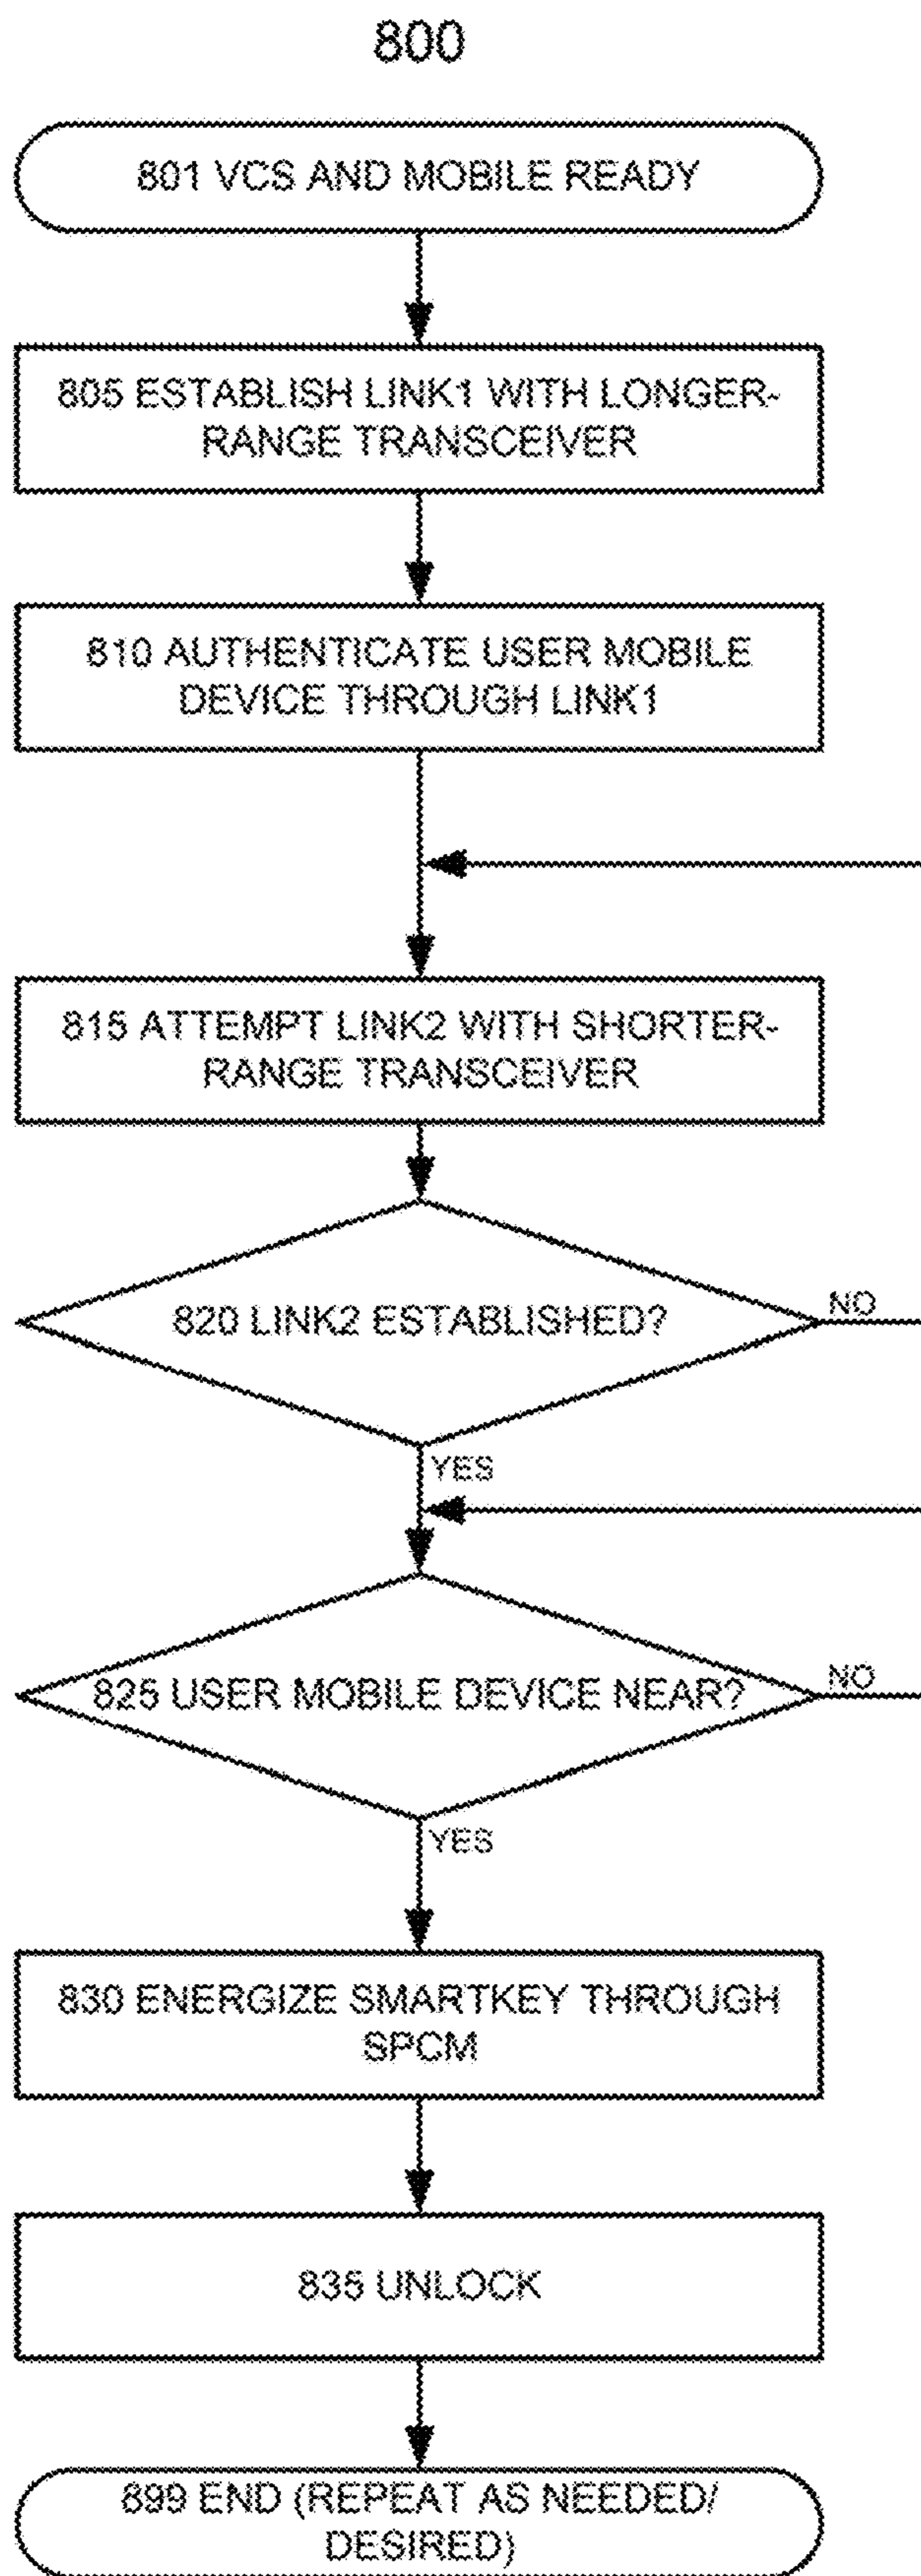 800
801 VCS AND MOBILE READY
805 ESTABLISH LINK1 WITH LONGER-
RANGE TRANSCEIVER
810 AUTHENTICATE USER MOBILE
DEVICE THROUGH LINK1
815 ATTEMPT LINK2 WITH SHORTER-
RANGE TRANSCEIVER
820 LINK2 ESTABLISHED?
NO
YES
825 USER MOBILE DEVICE NEAR?
NO
YES
830 ENERGIZE SMARTKEY THROUGH
SPCM
835 UNLOCK
899 END (REPEAT AS NEEDED/
DESIRED)